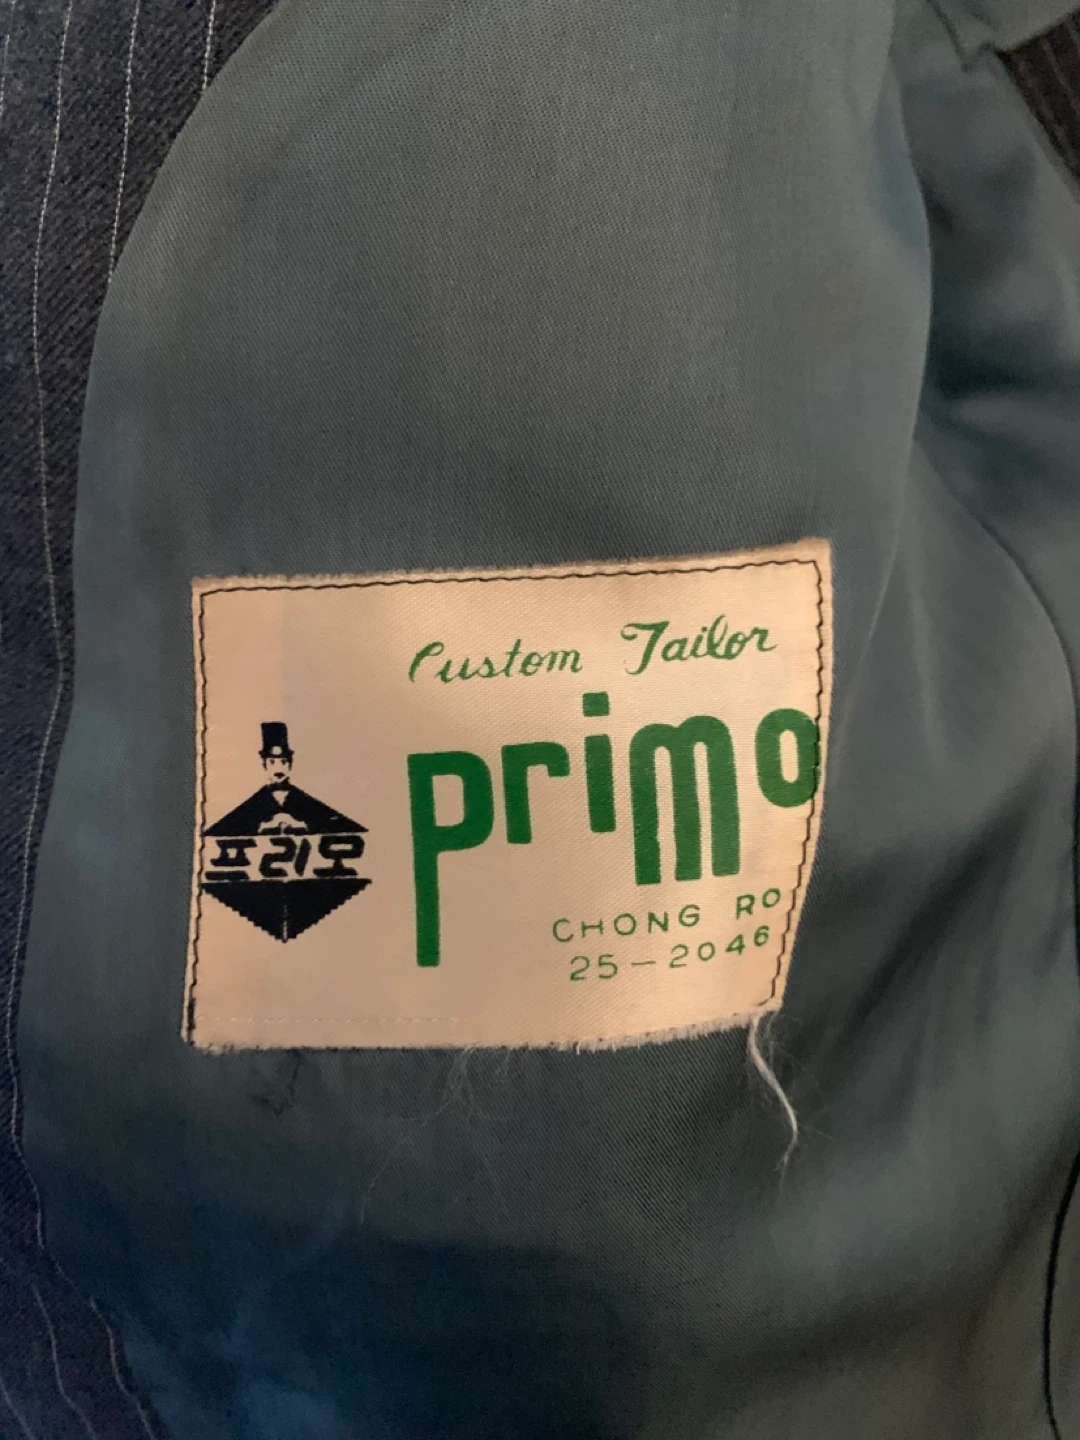 Custom Tailor
primo
프리모
CHONG RO
25-2046